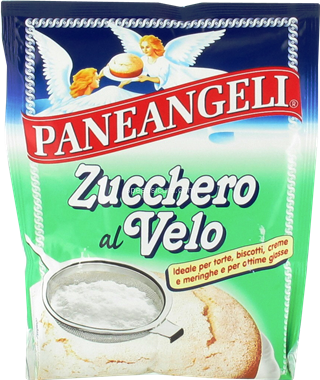 PANEANGELI®
Zucchero
al Velo
Ideale per torte, biscotti, creme
e meringhe e per ottime glasse